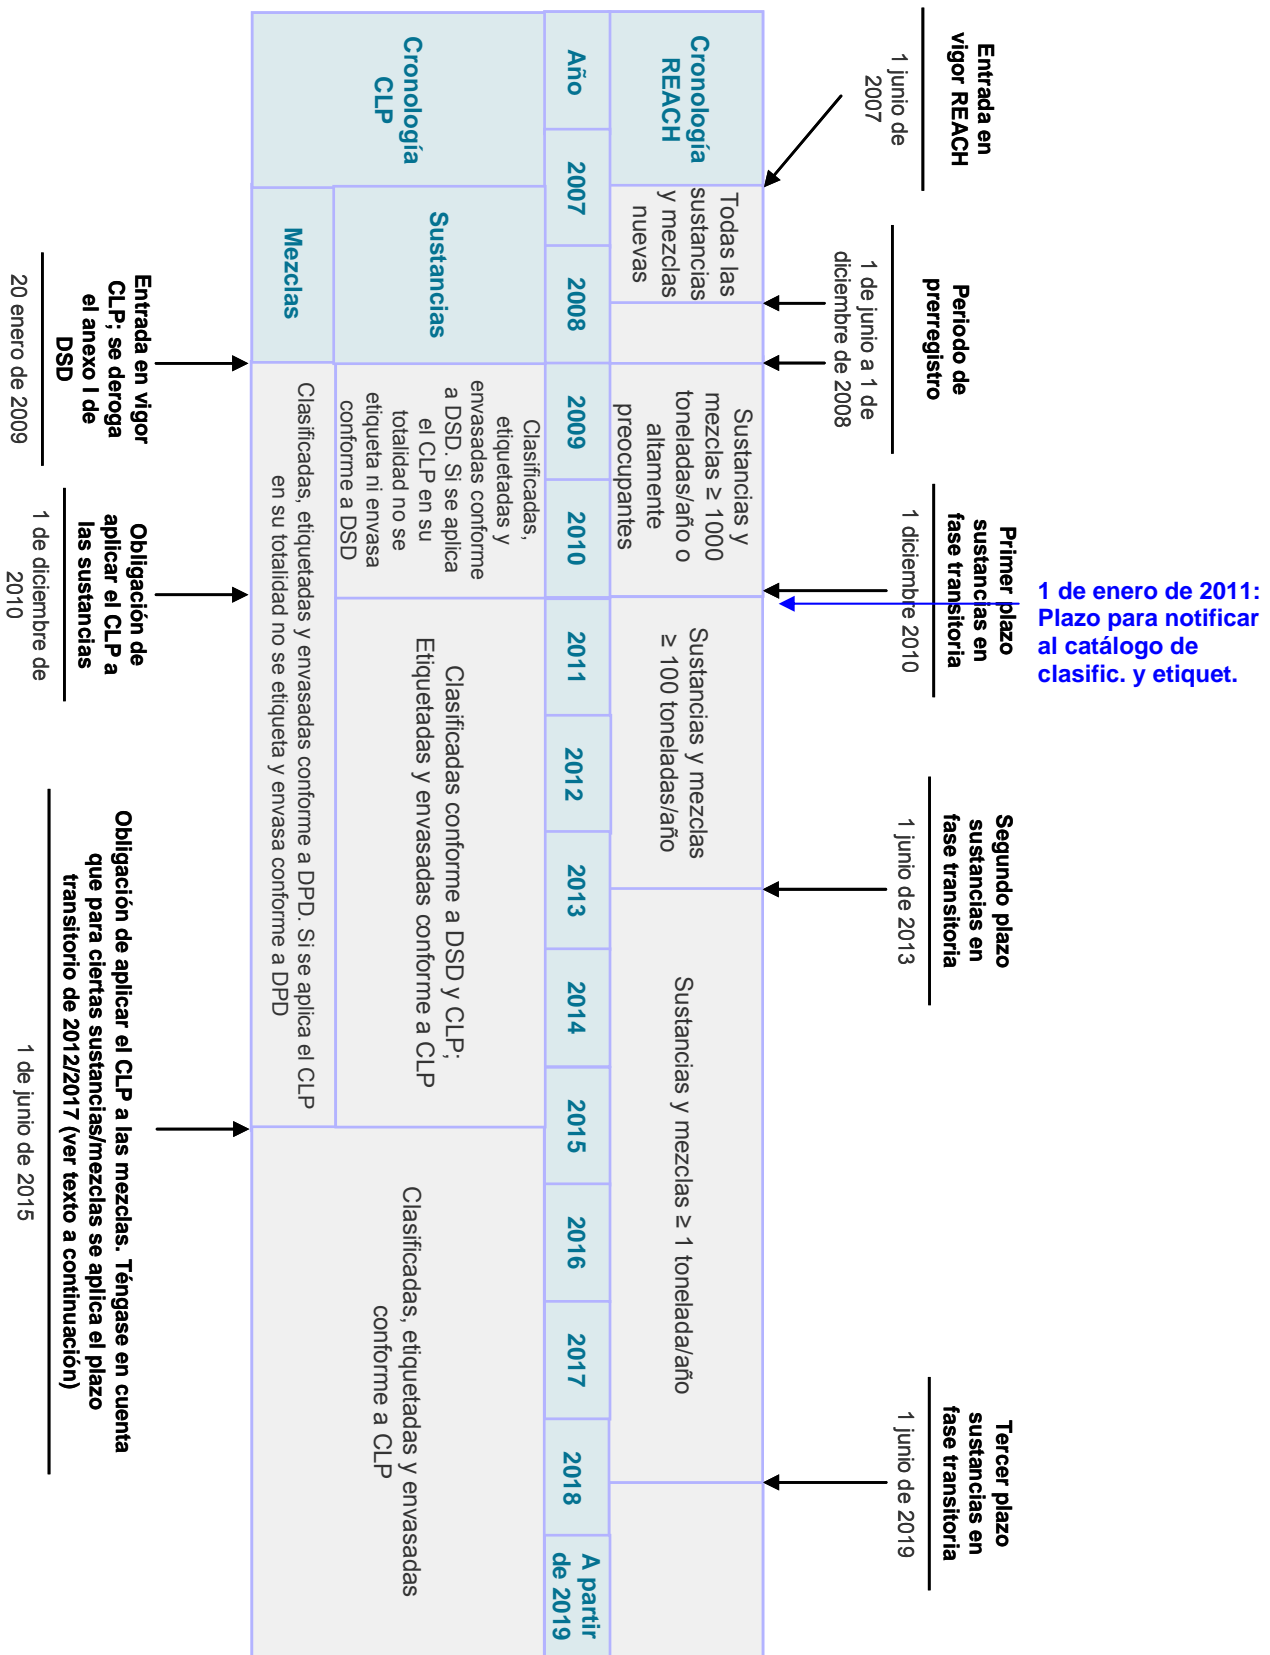 Entrada en
vigor REACH
1 junio de
2007
Periodo de
prerregistro
1 de junio a 1 de
diciembre de 2008
Primer plazo
sustancias en
fase transitoria
1 diciembre 2010
1 de enero de 2011:
Plazo para notificar
al catálogo de
clasific. y etiquet.
Segundo plazo
sustancias en
fase transitoria
1 junio de 2013
Tercer plazo
sustancias en
fase transitoria
1 junio de 2019
Cronología
REACH
Todas las
sustancias
y mezclas
nuevas
Sustancias y
mezclas ≥ 1000
toneladas/año o
altamente
preocupantes
Sustancias y mezclas
≥ 100 toneladas/año
Sustancias y mezclas ≥ 1 tonelada/año
Año
2007
2008
2009
2010
2011
2012
2013
2014
2015
2016
2017
2018
A partir
de 2019
Cronología
CLP
Sustancias
Clasificadas,
etiquetadas y
envasadas conforme
a DSD. Si se aplica
el CLP en su
totalidad no se
etiqueta ni envasa
conforme a DSD
Clasificadas conforme a DSD y CLP;
Etiquetadas y envasadas conforme a CLP
Clasificadas, etiquetadas y envasadas
conforme a CLP
Mezclas
Clasificadas, etiquetadas y envasadas conforme a DPD. Si se aplica el CLP
en su totalidad no se etiqueta y envasa conforme a DPD
Entrada en vigor
CLP; se deroga
el anexo I de
DSD
20 enero de 2009
Obligación de
aplicar el CLP a
las sustancias
1 de diciembre de
2010
Obligación de aplicar el CLP a las mezclas. Téngase en cuenta
que para ciertas sustancias/mezclas se aplica el plazo
transitorio de 2012/2017 (ver texto a continuación)
1 de junio de 2015